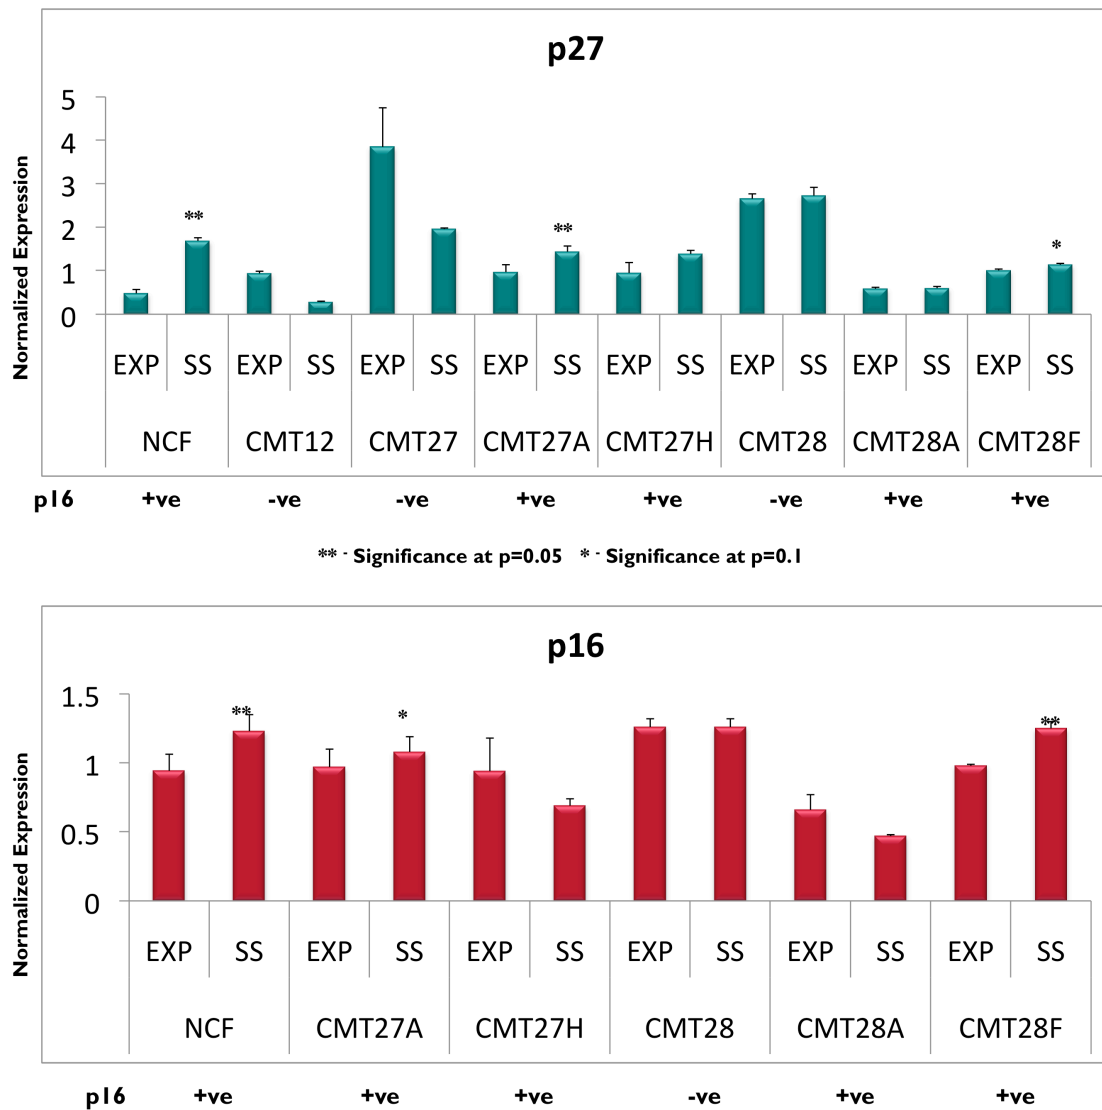 p27
Normalized Expression
5
4
3
2
1
0
**
**
*
EXP SS EXP SS EXP SS EXP SS EXP SS EXP SS EXP SS EXP SS
NCF CMT12 CMT27 CMT27A CMT27H CMT28 CMT28A CMT28F
p16 +ve -ve -ve +ve +ve -ve +ve +ve
** - Significance at p=0.05 * - Significance at p=0.1
p16
Normalized Expression
1.5
1
0.5
0
**
*
**
EXP SS EXP SS EXP SS EXP SS EXP SS EXP SS
NCF CMT27A CMT27H CMT28 CMT28A CMT28F
p16 +ve +ve +ve -ve +ve +ve